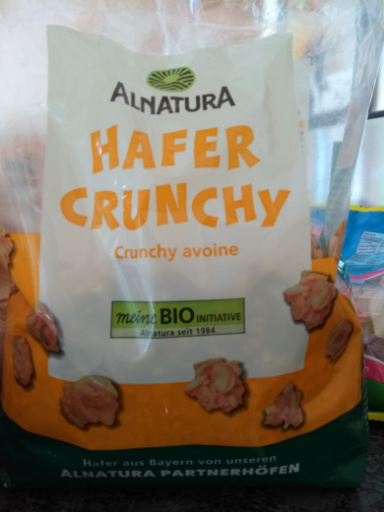 ALNATURA
HAFER
CRUNCHY
Crunchy avoine
meine BIO INITIATIVE
Alnatura seit 1984
Hafer aus Bayern von unseren
ALNATURA PARTNERHÖFEN